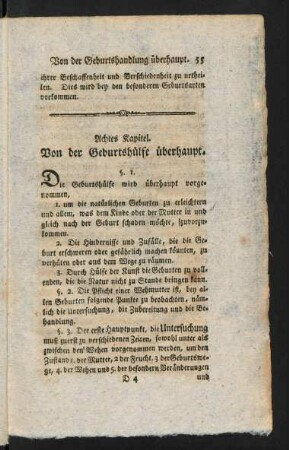 Von der Geburtshandlung überhaupt. 55
ihrer Beschaffenheit und Verschiedenheit zu urthei-
len. Dies wird bey den besonderen Geburtsarten
vorkommen.
Achtes Kapitel.
Von der Geburtshülfe überhaupt.
§. 1.
Die Geburtshülfe wird überhaupt vorge-
nommen,
1. um die natürlichen Geburten zu erleichtern
und allem, was dem Kinde oder der Mutter in und
gleich nach der Geburt schaden möchte, zuvorzu-
kommen.
2. Die Hindernisse und Zufälle, die die Ge-
burt erschweren oder gefährlich machen könnten, zu
verhüten oder aus dem Wege zu räumen.
3. Durch Hülfe der Kunst die Geburten zu voll-
enden, die die Natur nicht zu Stande bringen kann.
§. 2. Die Pflicht einer Wehmutter ist, bey al-
len Geburten folgende Punkte zu beobachten, näm-
lich die Untersuchung, die Zubereitung und die Be-
handlung.
§. 3. Der erste Hauptpunkt, die Untersuchung
muß zuerst zu verschiedenen Zeiten, sowohl unter als
zwischen den Wehen vorgenommen werden, um den
Zustand 1. der Mutter, 2 der Frucht, 3 der Geburtswe-
ge, 4. der Wehen und 5. der besondern Veränderungen
D 4 und